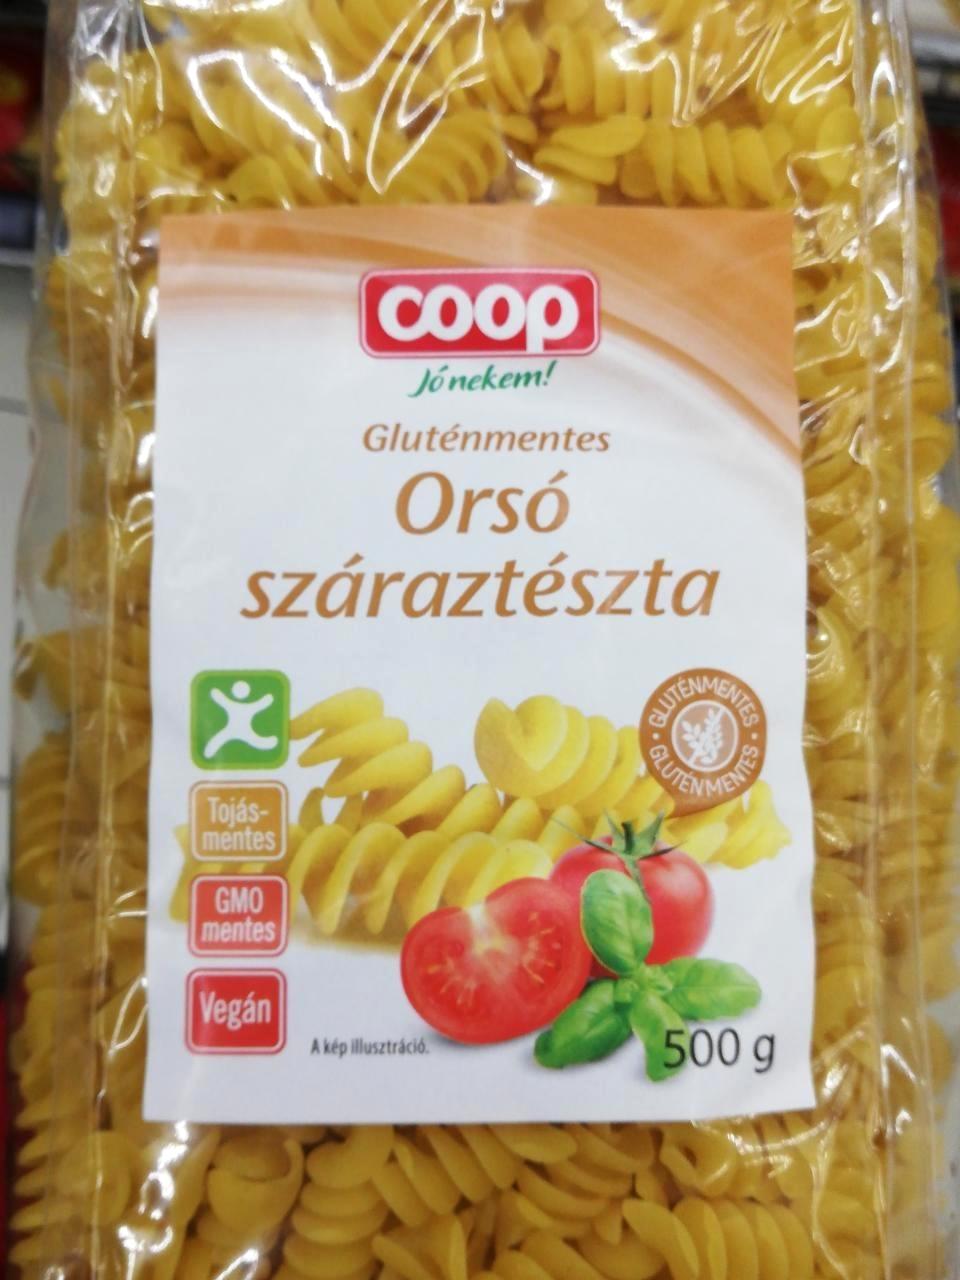 coop
Jó nekem!
Gluténmentes
Orsó
száraztészta
GLUTÉNMENTES
GLUTÉNMENTES
Tojás-
mentes
GMO
mentes
Vegán
A kép illusztráció.
500 g